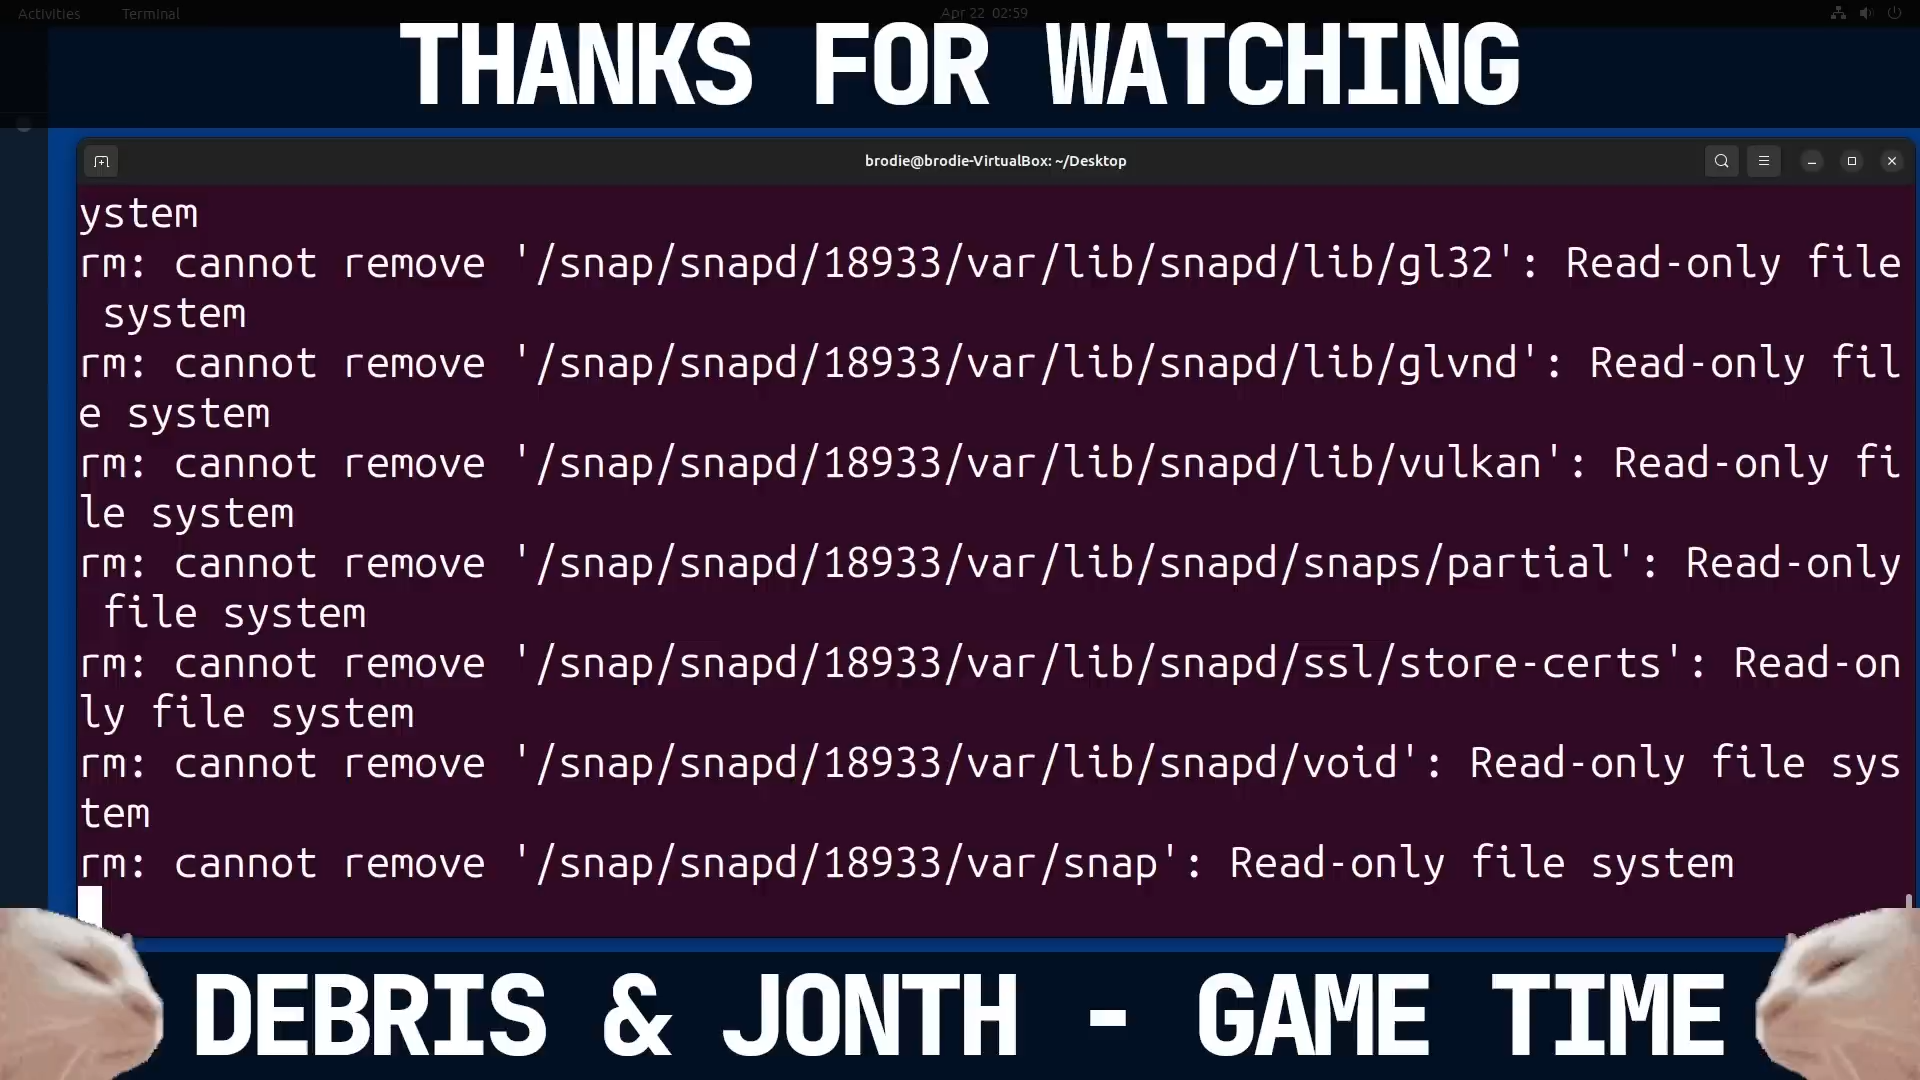 Activities Terminal Apr 22 02:59
THANKS FOR WATCHING
brodie@brodie-VirtualBox: ~/Desktop
ystem
rm: cannot remove '/snap/snapd/18933/var/lib/snapd/lib/gl32': Read-only file
 system
rm: cannot remove '/snap/snapd/18933/var/lib/snapd/lib/glvnd': Read-only fil
e system
rm: cannot remove '/snap/snapd/18933/var/lib/snapd/lib/vulkan': Read-only fi
le system
rm: cannot remove '/snap/snapd/18933/var/lib/snapd/snaps/partial': Read-only
 file system
rm: cannot remove '/snap/snapd/18933/var/lib/snapd/ssl/store-certs': Read-on
ly file system
rm: cannot remove '/snap/snapd/18933/var/lib/snapd/void': Read-only file sys
tem
rm: cannot remove '/snap/snapd/18933/var/snap': Read-only file system
DEBRIS & JONTH - GAME TIME